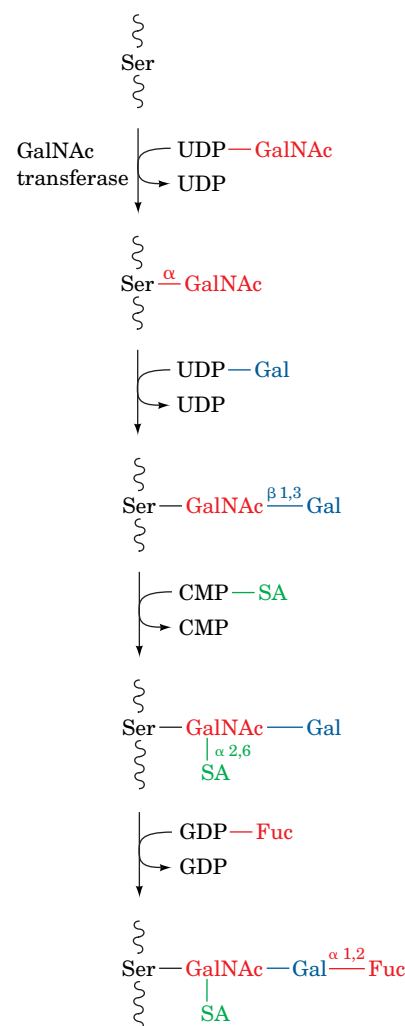 Ser
GalNAc
transferase
UDP—GalNAc
UDP
Ser—α—GalNAc
UDP—Gal
UDP
β 1,3
Ser—GalNAc—Gal
CMP—SA
CMP
Ser—GalNAc—Gal
α 2,6
SA
GDP—Fuc
GDP
α 1,2
Ser—GalNAc—Gal—Fuc
SA